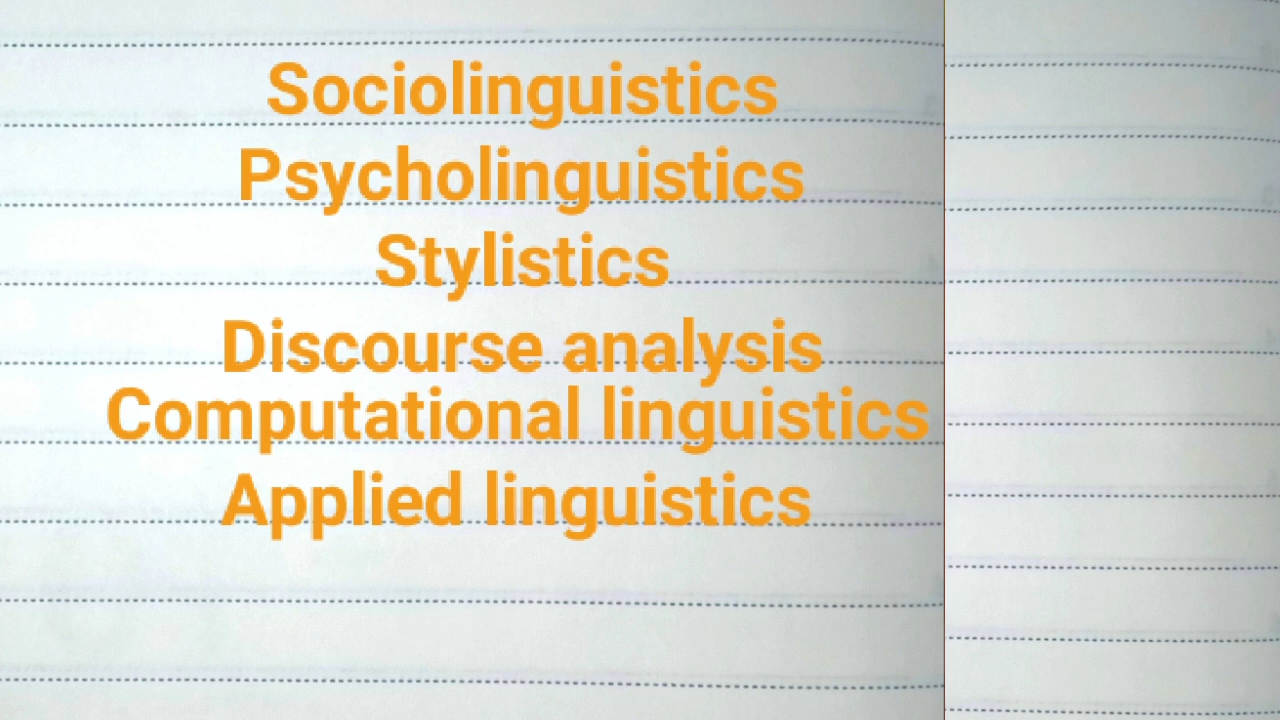 Sociolinguistics
Psycholinguistics
Stylistics
Discourse analysis
Computational linguistics
Applied linguistics